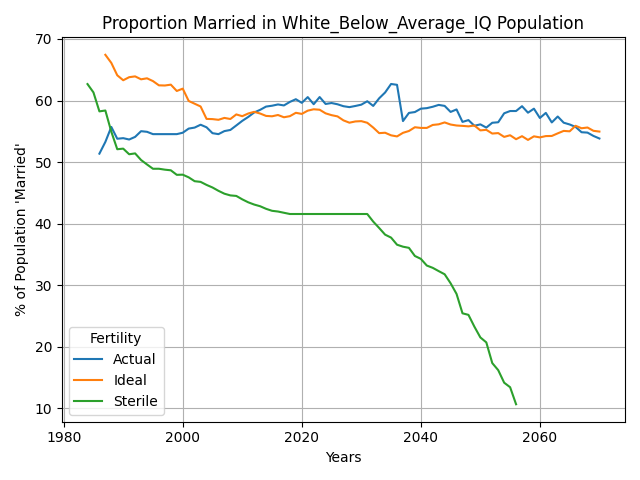 Proportion Married in White_Below_Average_IQ Population
% of Population 'Married'
70
60
50
40
30
20
10
Fertility
Actual
Ideal
Sterile
1980 2000 2020 2040 2060
Years